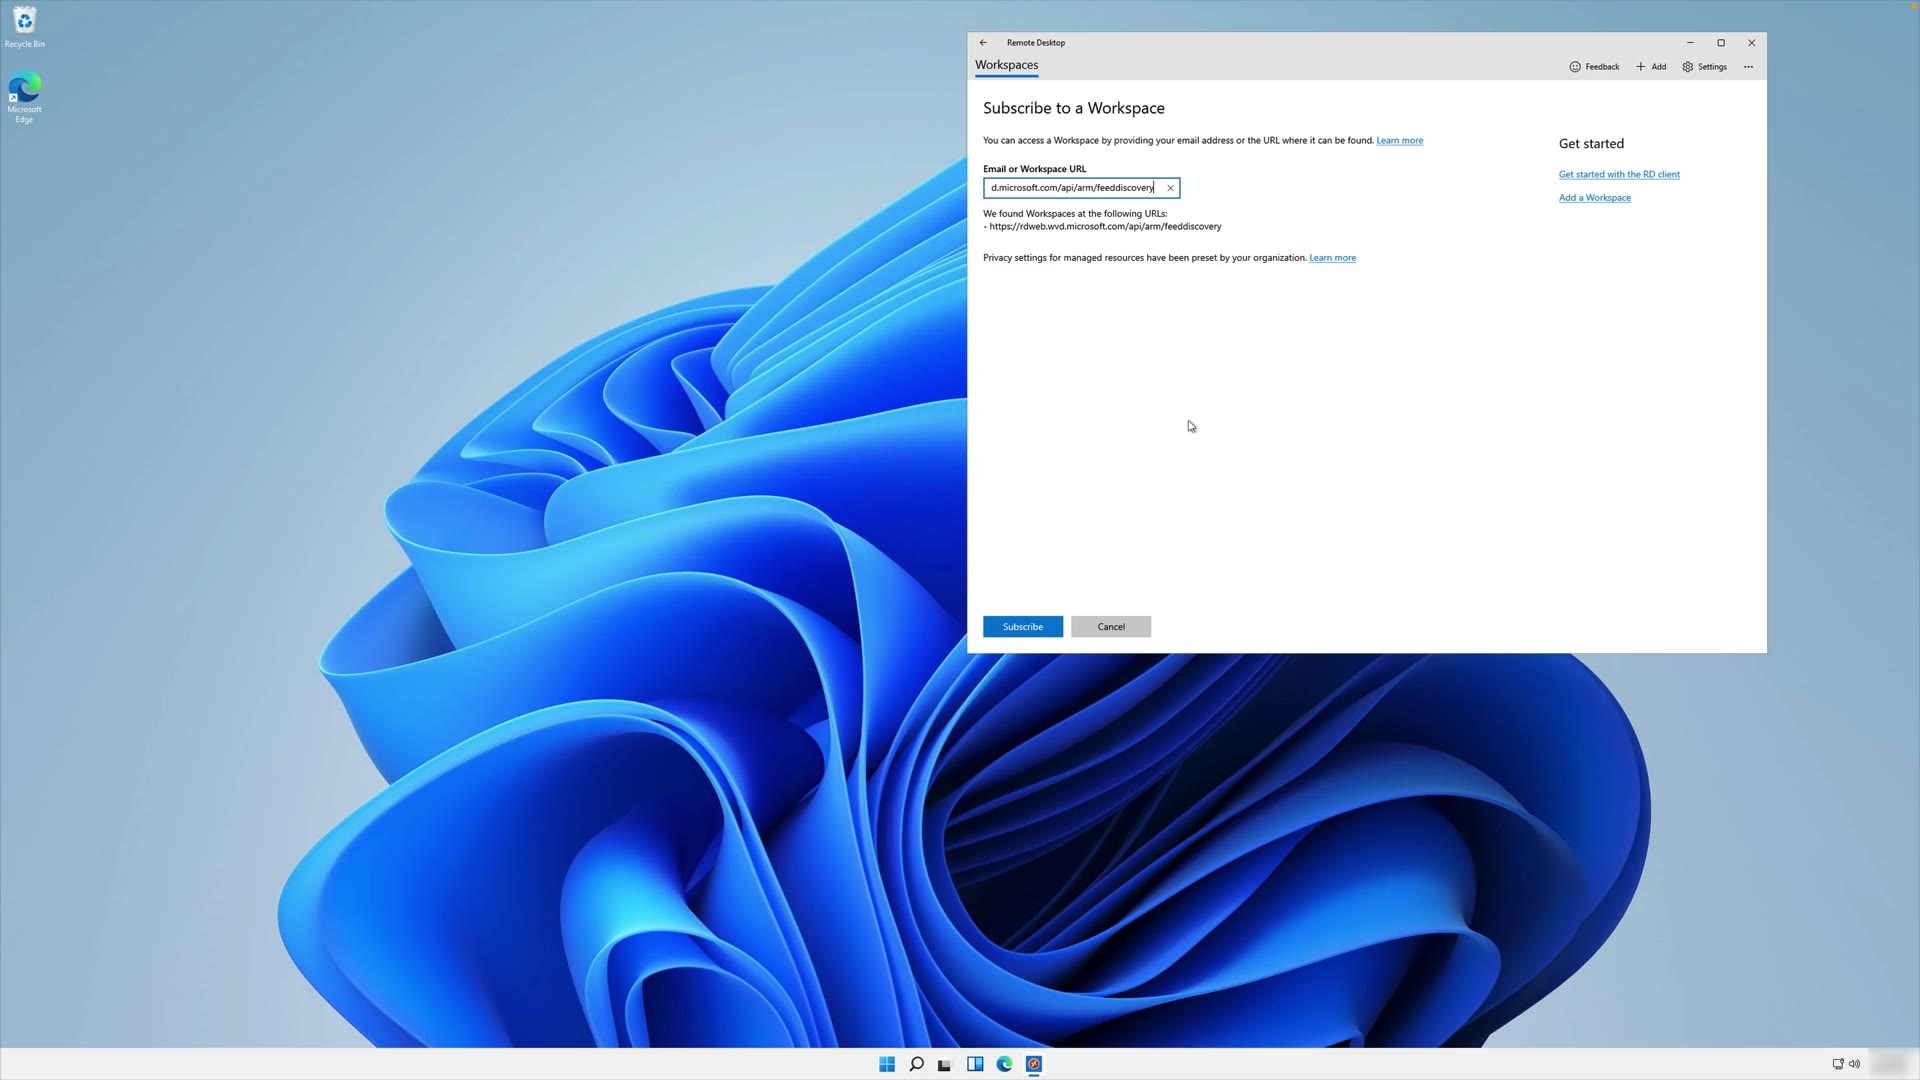 Recycle Bin
Microsoft
Edge
Remote Desktop
Workspaces
Feedback
Add
Settings
Subscribe to a Workspace
You can access a Workspace by providing your email address or the URL where it can be found. Learn more
Email or Workspace URL
d.microsoft.com/api/arm/feeddiscovery
We found Workspaces at the following URLs:
- https://rdweb.wvd.microsoft.com/api/arm/feeddiscovery
Privacy settings for managed resources have been preset by your organization. Learn more
Get started
Get started with the RD client
Add a Workspace
Subscribe
Cancel